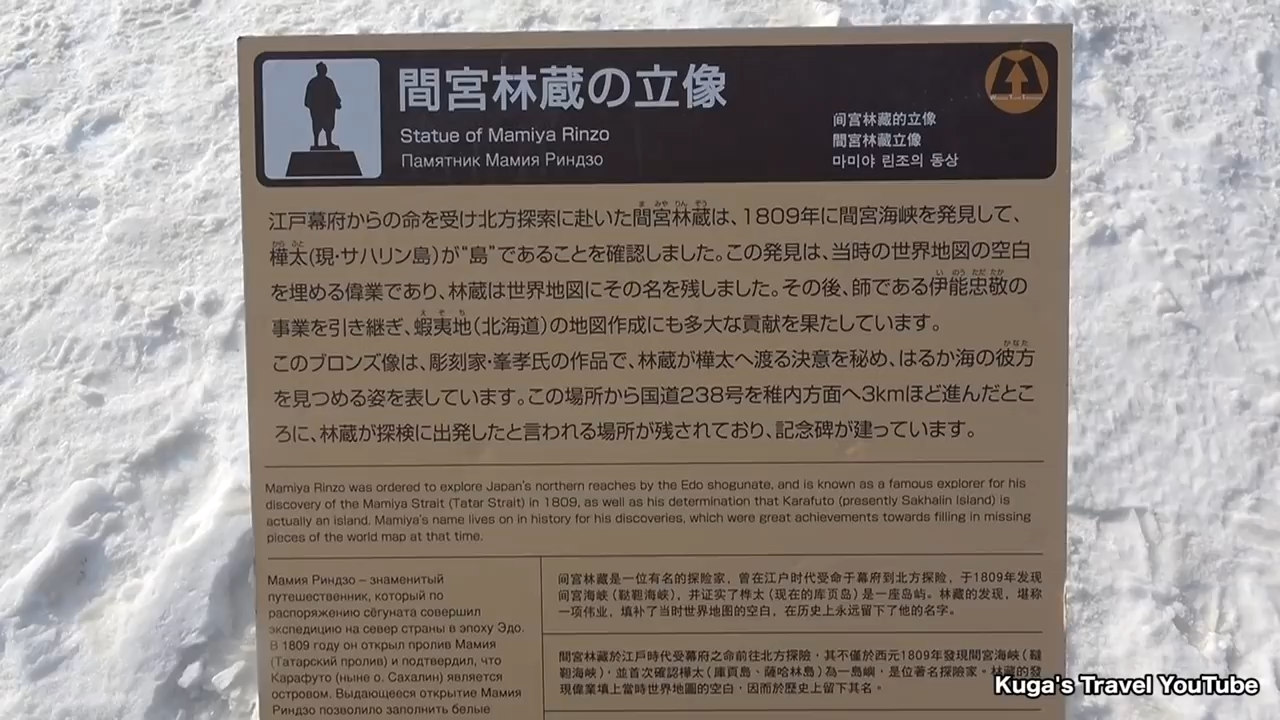 間宮林蔵の立像
Statue of Mamiya Rinzo
Памятник Мамия Риндзо
间宫林藏的立像
間宮林藏立像
마미야 린조의 동상
江戸幕府からの命を受け北方探索に赴いた間宮林蔵は、1809年に間宮海峡を発見して、
樺太(現・サハリン島)が“島”であることを確認しました。この発見は、当時の世界地図の空白
を埋める偉業であり、林蔵は世界地図にその名を残しました。その後、師である伊能忠敬の
事業を引き継ぎ、蝦夷地(北海道)の地図作成にも多大な貢献を果たしています。
このブロンズ像は、彫刻家・峯孝氏の作品で、林蔵が樺太へ渡る決意を秘め、はるか海の彼方
を見つめる姿を表しています。この場所から国道238号を稚内方面へ3kmほど進んだとこ
ろに、林蔵が探検に出発したと言われる場所が残されており、記念碑が建っています。
Mamiya Rinzo was ordered to explore Japan's northern reaches by the Edo shogunate, and is known as a famous explorer for his
discovery of the Mamiya Strait (Tatar Strait) in 1809, as well as his determination that Karafuto (presently Sakhalin Island) is
actually an island. Mamiya's name lives on in history for his discoveries, which were great achievements towards filling in missing
pieces of the world map at that time.
Мамия Риндзо – знаменитый
путешественник, который по
распоряжению сёгуната совершил
экспедицию на север страны в эпоху Эдо.
В 1809 году он открыл пролив Мамия
(Татарский пролив) и подтвердил, что
Карафуто (ныне о. Сахалин) является
островом. Выдающееся открытие Мамия
Риндзо позволило заполнить белые
间宫林藏是一位有名的探险家，曾在江户时代受命于幕府到北方探险，于1809年发现
间宫海峡（鞑靼海峡），并证实了桦太（现在的库页岛）是一座岛屿。林藏的发现，堪称
一项伟业，填补了当时世界地图的空白，在历史上永远留下了他的名字。
間宮林藏於江戶時代受幕府之命前往北方探險，其不僅於西元1809年發現間宮海峽（韃
靼海峽），並首次確認樺太（庫頁島、薩哈林島）為一島嶼，是位著名探險家。林藏的發
現偉業填上當時世界地圖的空白，因而於歷史上留下其名。
Kuga's Travel YouTube